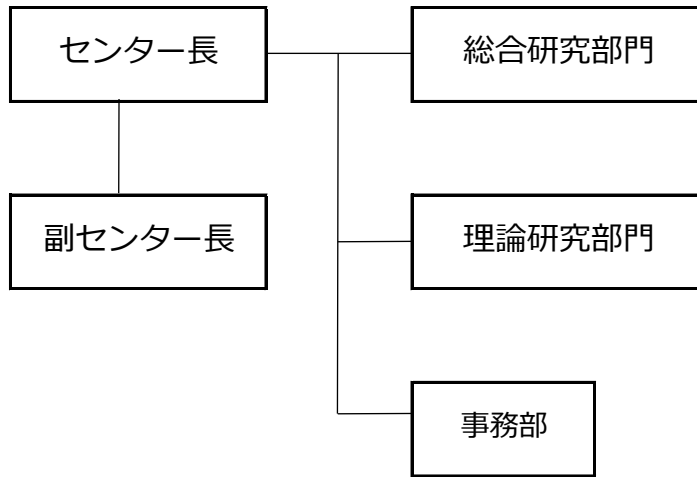 センター長
総合研究部門
副センター長
理論研究部門
事務部